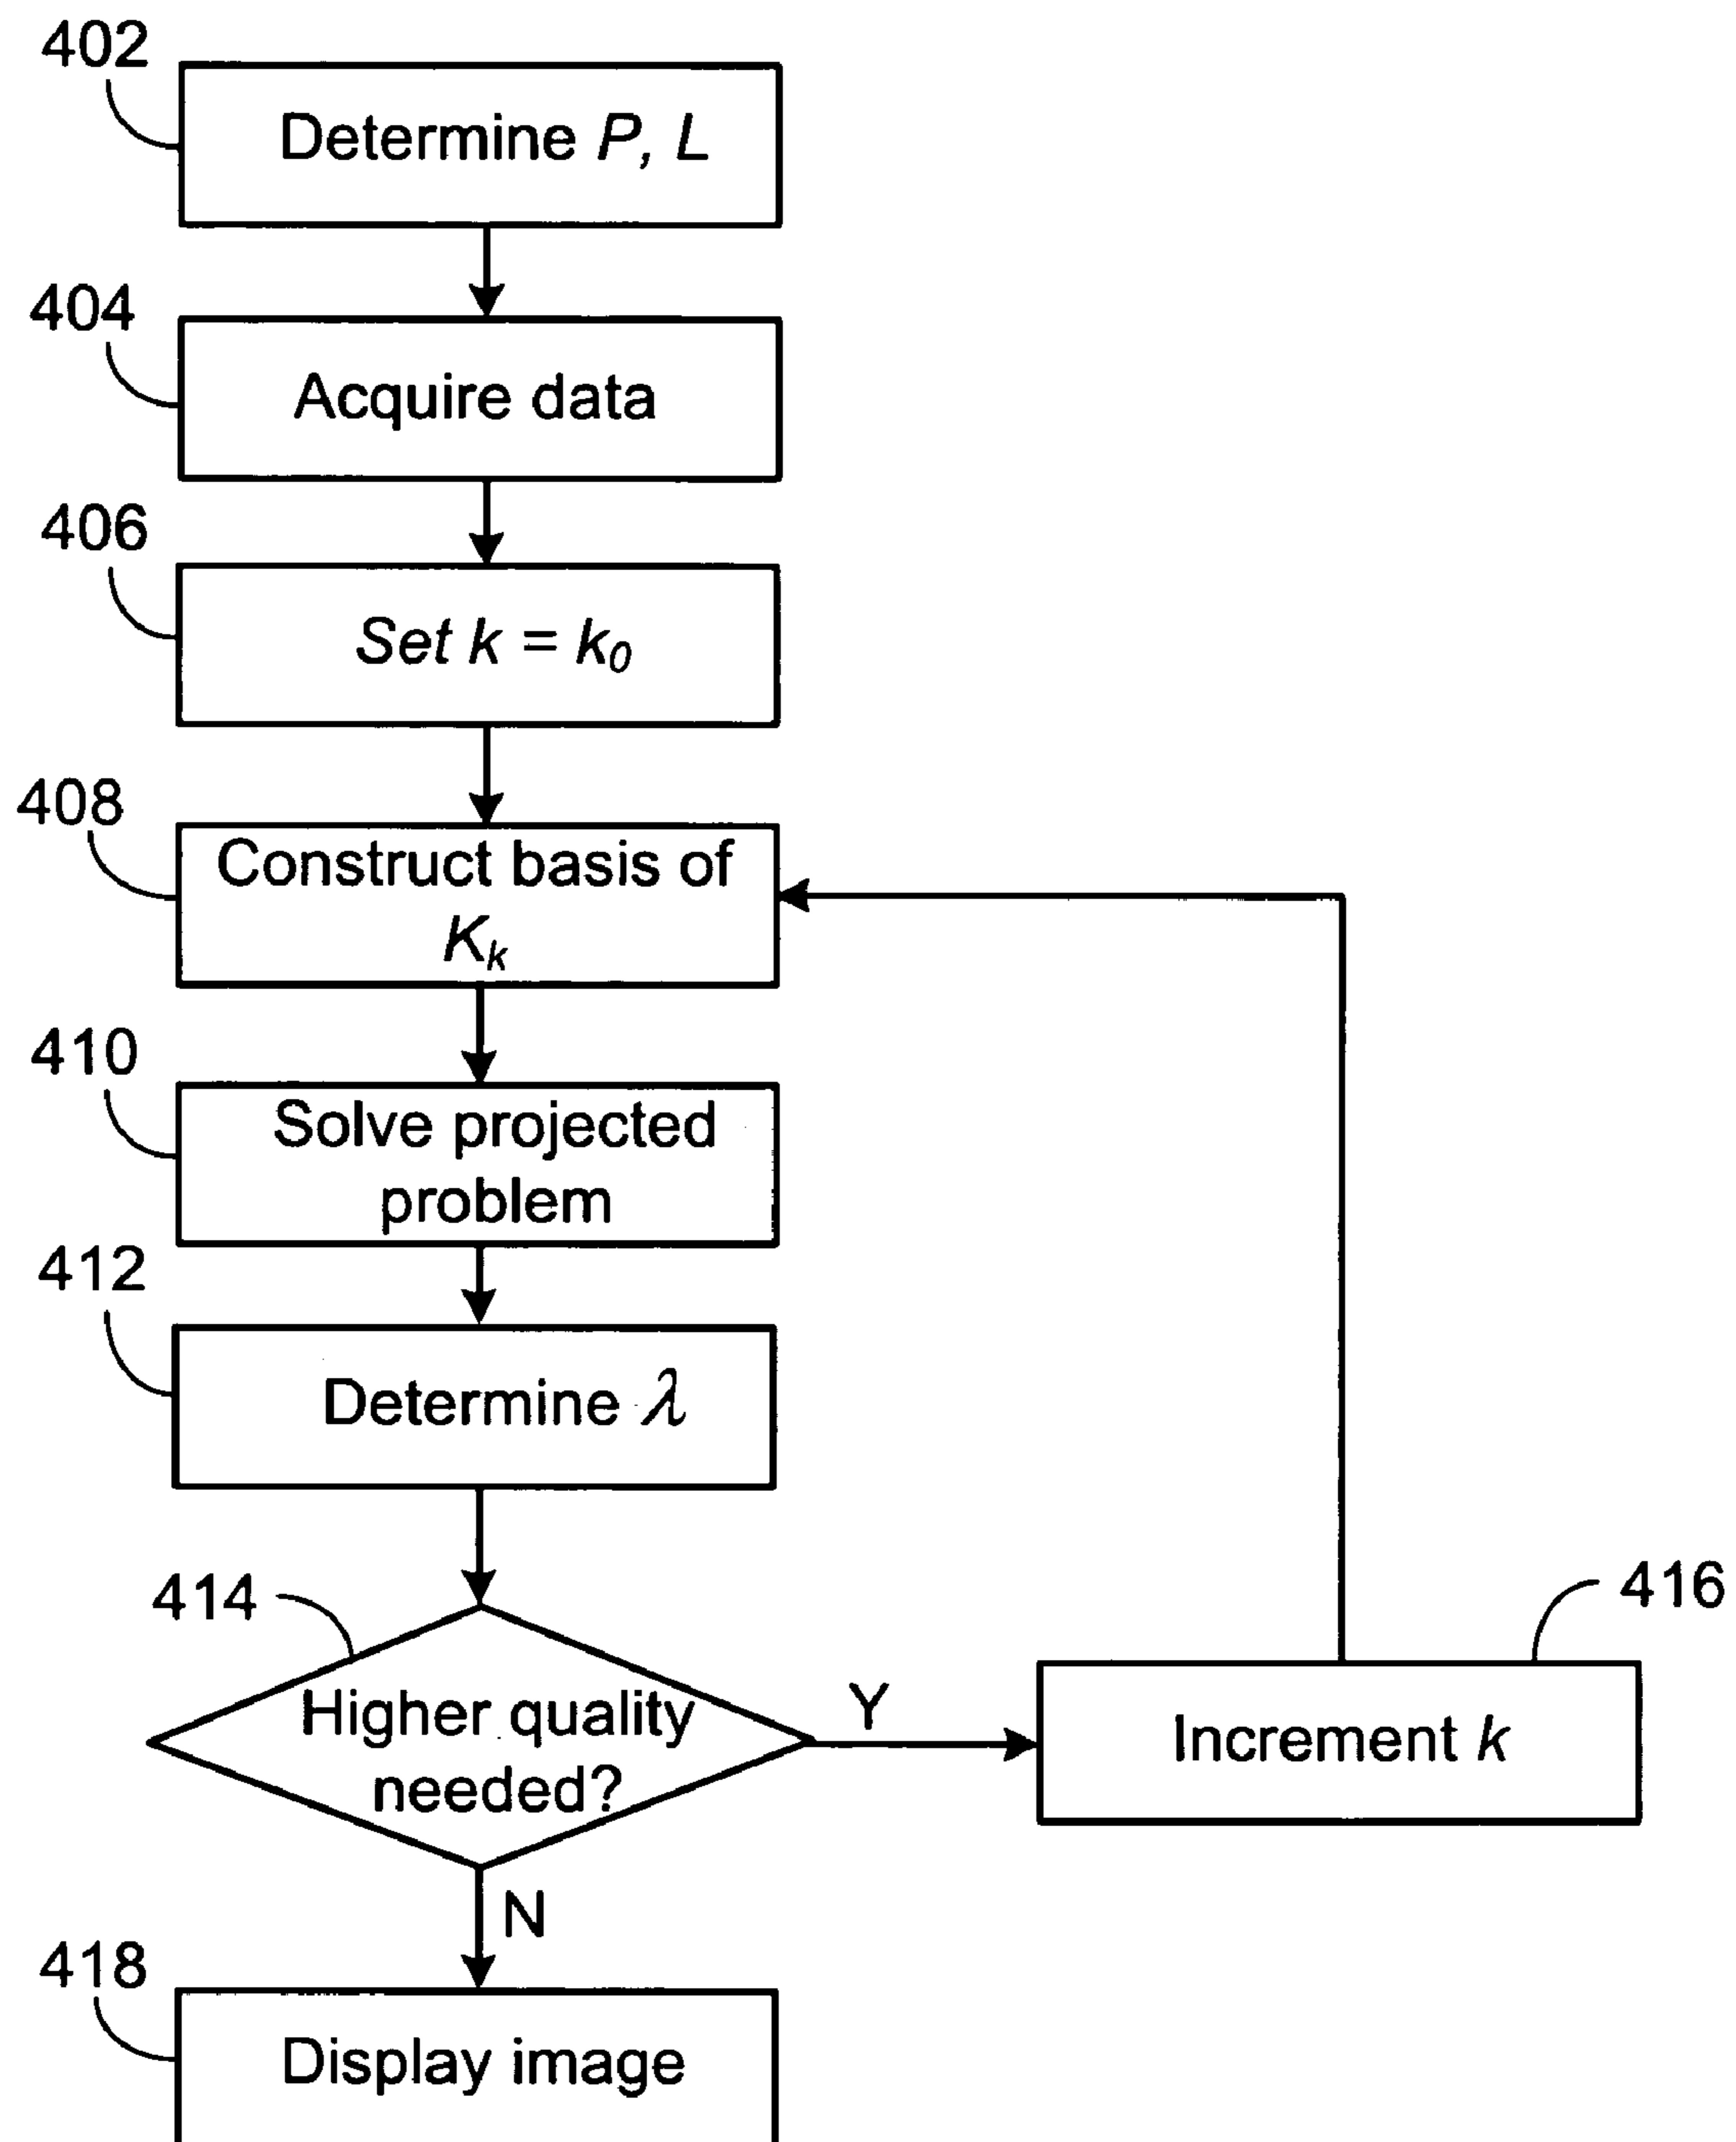 402
Determine P, L
404
Acquire data
406
Set k = k₀
408
Construct basis of
Kₖ
410
Solve projected
problem
412
Determine λ
414
Higher quality
needed?
Y
416
Increment k
N
418
Display image